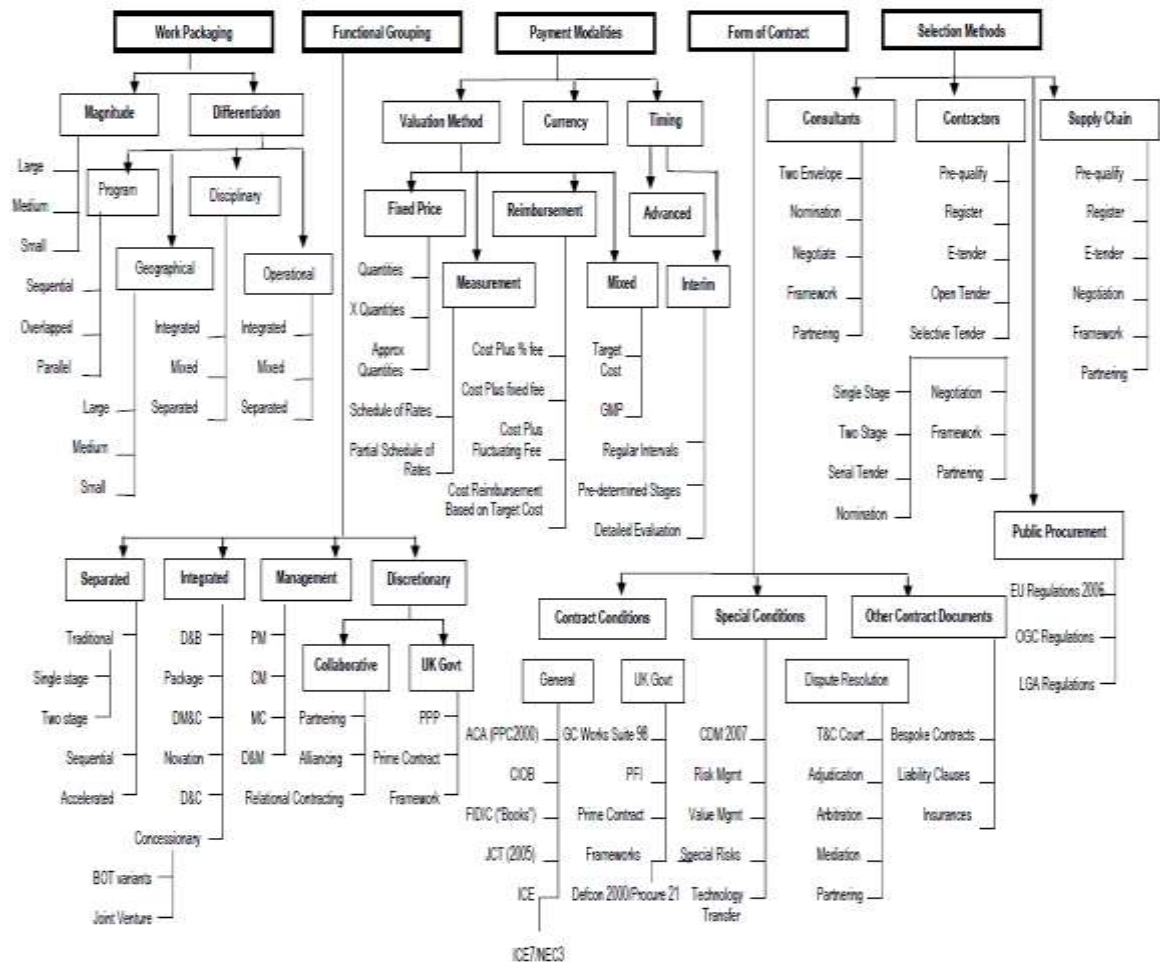 Work Packaging
Functional Grouping
Payment Modalities
Form of Contract
Selection Methods
Magnitude
Differentiation
Large
Medium
Small
Program
Disciplinary
Sequential
Overlapped
Parallel
Geographical
Operational
Large
Medium
Small
Integrated
Mixed
Separated
Integrated
Mixed
Separated
Valuation Method
Currency
Timing
Fixed Price
Reimbursement
Advanced
Quantities
X Quantities
Approx
Quantities
Measurement
Mixed
Interim
Schedule of Rates
Partial Schedule of
Rates
Cost Plus % fee
Cost Plus fixed fee
Cost Plus
Fluctuating Fee
Cost Reimbursement
Based on Target Cost
Target
Cost
GMP
Regular Intervals
Pre-determined Stages
Detailed Evaluation
Consultants
Contractors
Supply Chain
Two Envelope
Nomination
Negotiate
Framework
Partnering
Pre-qualify
Register
E-tender
Open Tender
Selective Tender
Single Stage
Two Stage
Serial Tender
Nomination
Negotiation
Framework
Partnering
Pre-qualify
Register
E-tender
Negotiation
Framework
Partnering
Public Procurement
EU Regulations 2006
OGC Regulations
LGA Regulations
Separated
Integrated
Management
Discretionary
Traditional
Single stage
Two stage
Sequential
Accelerated
D&B
Package
DM&C
Novation
D&C
Concessionary
BOT variants
Joint Venture
PM
CM
MC
D&M
Collaborative
UK Govt
Partnering
Alliancing
Relational Contracting
PPP
Prime Contract
Framework
Contract Conditions
Special Conditions
Other Contract Documents
General
UK Govt
Dispute Resolution
ACA (PPC2000)
CIOB
FIDIC ("Books")
JCT (2005)
ICE
ICE7/NEC3
GC Works Suite 98
PFI
Prime Contract
Frameworks
Defcon 2000/Procure 21
CDM 2007
Risk Mgmt
Value Mgmt
Special Risks
Technology
Transfer
T&C Court
Adjudication
Arbitration
Mediation
Partnering
Bespoke Contracts
Liability Clauses
Insurances